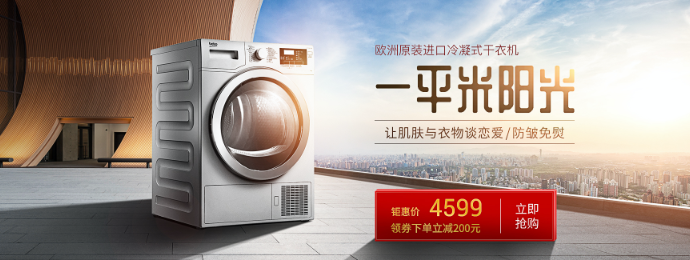 beko
欧洲原装进口冷凝式干衣机
一平米阳光
让肌肤与衣物谈恋爱/防皱免熨
钜惠价 4599
领券下单立减200元
立即
抢购